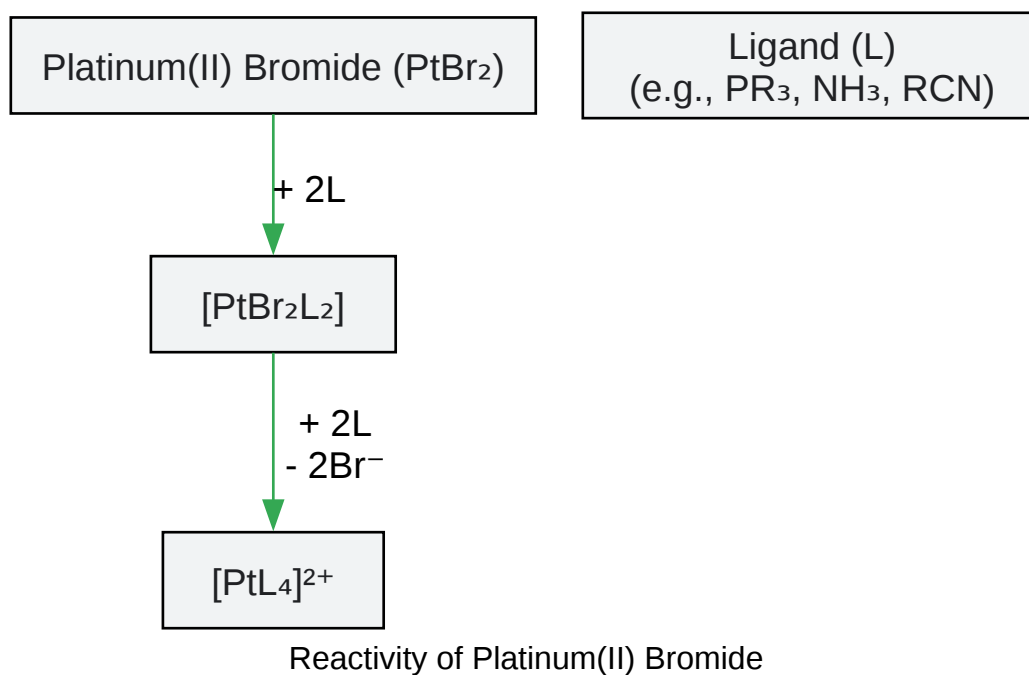 Platinum(II) Bromide (PtBr₂)
Ligand (L)
(e.g., PR₃, NH₃, RCN)
+ 2L
[PtBr₂L₂]
+ 2L
- 2Br⁻
[PtL₄]²⁺
Reactivity of Platinum(II) Bromide